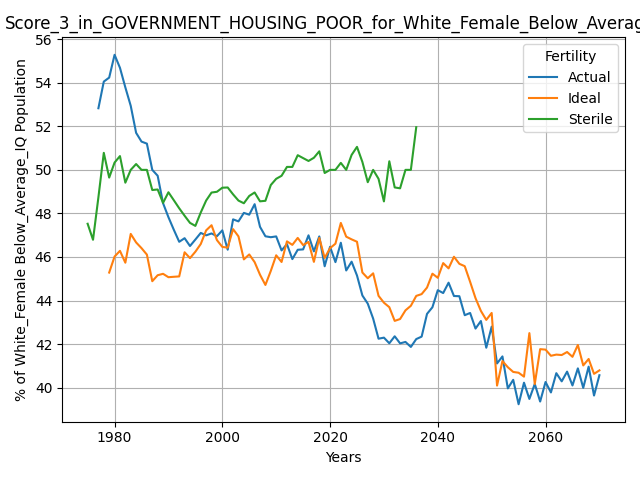 Score_3_in_GOVERNMENT_HOUSING_POOR_for_White_Female_Below_Averag
% of White_Female Below_Average_IQ Population
56
54
52
50
48
46
44
42
40
Fertility
Actual
Ideal
Sterile
1980
2000
2020
2040
2060
Years